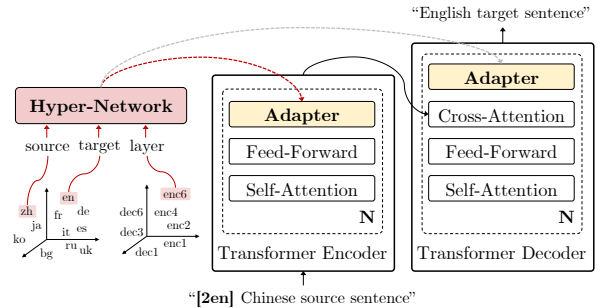 “English target sentence”
Hyper-Network
source target layer
zh
en
ja
fr
de
it
es
ko
ru
uk
bg
enc6
dec6
enc4
dec3
enc2
dec1
enc1
Adapter
Feed-Forward
Self-Attention
N
Transformer Encoder
“[2en] Chinese source sentence”
Adapter
Cross-Attention
Feed-Forward
Self-Attention
N
Transformer Decoder